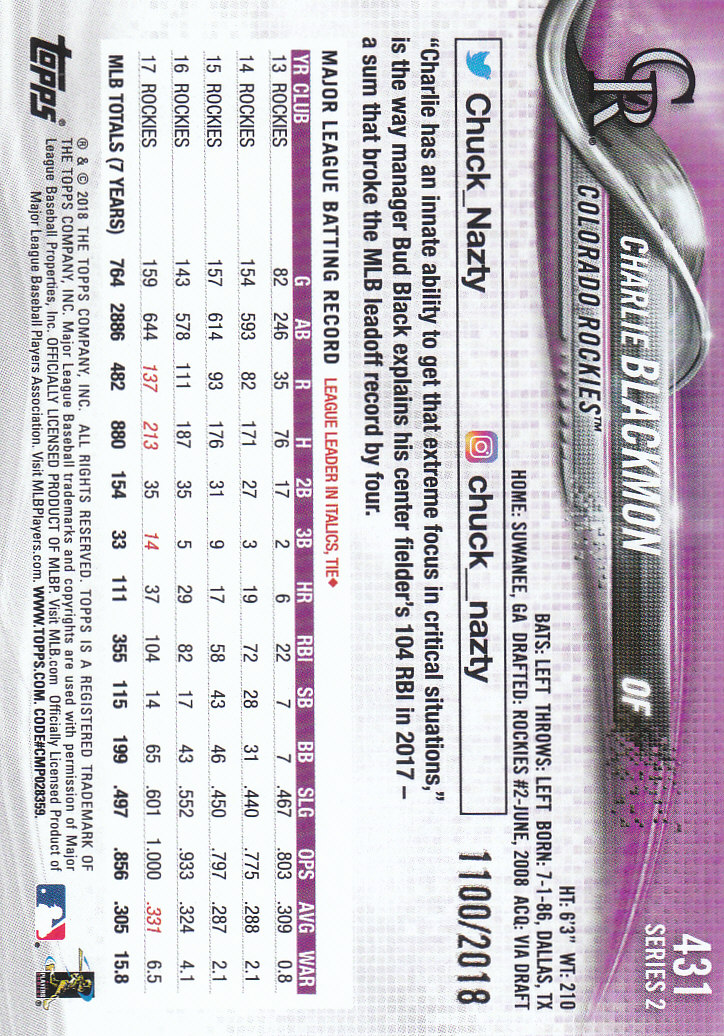 431
SERIES 2
CR®
CHARLIE BLACKMON OF
COLORADO ROCKIES™
HT: 6'3" WT: 210
BATS: LEFT THROWS: LEFT BORN: 7-1-86, DALLAS, TX
HOME: SUWANEE, GA DRAFTED: ROCKIES #2-JUNE, 2008 ACQ: VIA DRAFT
Chuck_Nazty chuck__nazty
1100/2018
“Charlie has an innate ability to get that extreme focus in critical situations,”
is the way manager Bud Black explains his center fielder's 104 RBI in 2017 –
a sum that broke the MLB leadoff record by four.
MAJOR LEAGUE BATTING RECORD LEAGUE LEADER IN ITALICS, TIE♦
YR CLUB G AB R H 2B 3B HR RBI SB BB SLG OPS AVG WAR
13 ROCKIES 82 246 35 76 17 2 6 22 7 7 .467 .803 .309 0.8
14 ROCKIES 154 593 82 171 27 3 19 72 28 31 .440 .775 .288 2.1
15 ROCKIES 157 614 93 176 31 9 17 58 43 46 .450 .797 .287 2.1
16 ROCKIES 143 578 111 187 35 5 29 82 17 43 .552 .933 .324 4.1
17 ROCKIES 159 644 137 213 35 14 37 104 14 65 .601 1.000 .331 6.5
MLB TOTALS (7 YEARS) 764 2886 482 880 154 33 111 355 115 199 .497 .856 .305 15.8
topps®
® & © 2018 THE TOPPS COMPANY, INC. ALL RIGHTS RESERVED. TOPPS IS A REGISTERED TRADEMARK OF
THE TOPPS COMPANY, INC. Major League Baseball trademarks and copyrights are used with permission of Major
League Baseball Properties, Inc. OFFICIALLY LICENSED PRODUCT OF MLBP. Visit MLB.com Officially Licensed Product of
Major League Baseball Players Association. Visit MLBPlayers.com. WWW.TOPPS.COM. CODE#CMP028359.